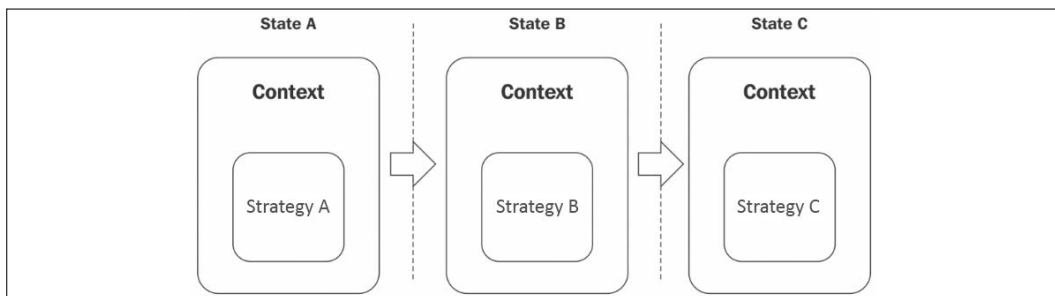 State A State B State C
Context Context Context
Strategy A Strategy B Strategy C